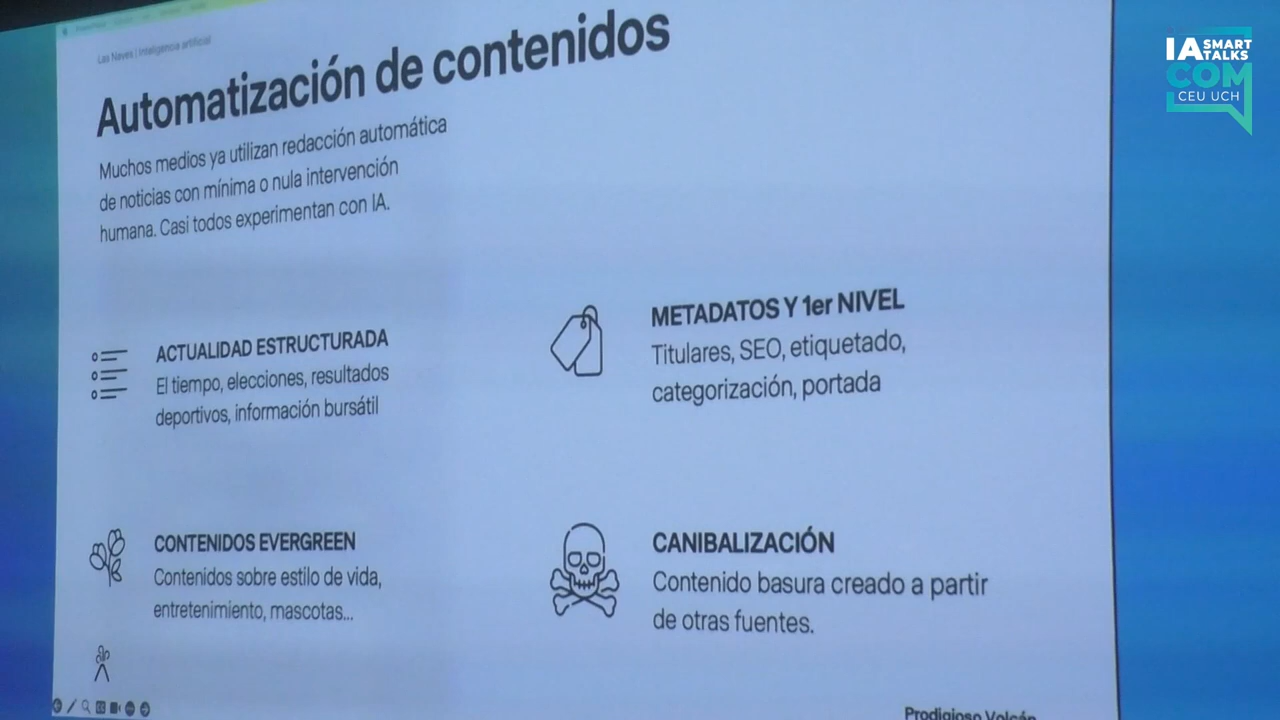 Las Naves | Inteligencia artificial
Automatización de contenidos
Muchos medios ya utilizan redacción automática
de noticias con mínima o nula intervención
humana. Casi todos experimentan con IA.
ACTUALIDAD ESTRUCTURADA
El tiempo, elecciones, resultados
deportivos, información bursátil
METADATOS Y 1er NIVEL
Titulares, SEO, etiquetado,
categorización, portada
CONTENIDOS EVERGREEN
Contenidos sobre estilo de vida,
entretenimiento, mascotas...
CANIBALIZACIÓN
Contenido basura creado a partir
de otras fuentes.
Prodigioso Volcán
IA SMART
TALKS
COM
CEU UCH